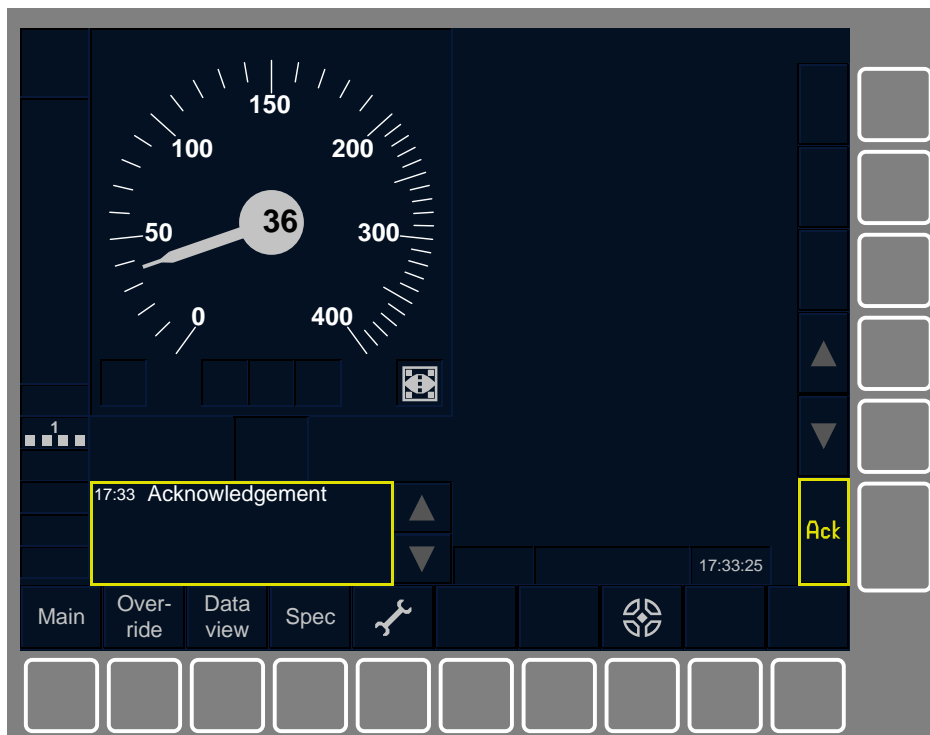 150
100
200
36
50
300
0
400
1
17:33 Acknowledgement
Ack
17:33:25
Main
Over-
ride
Data
view
Spec